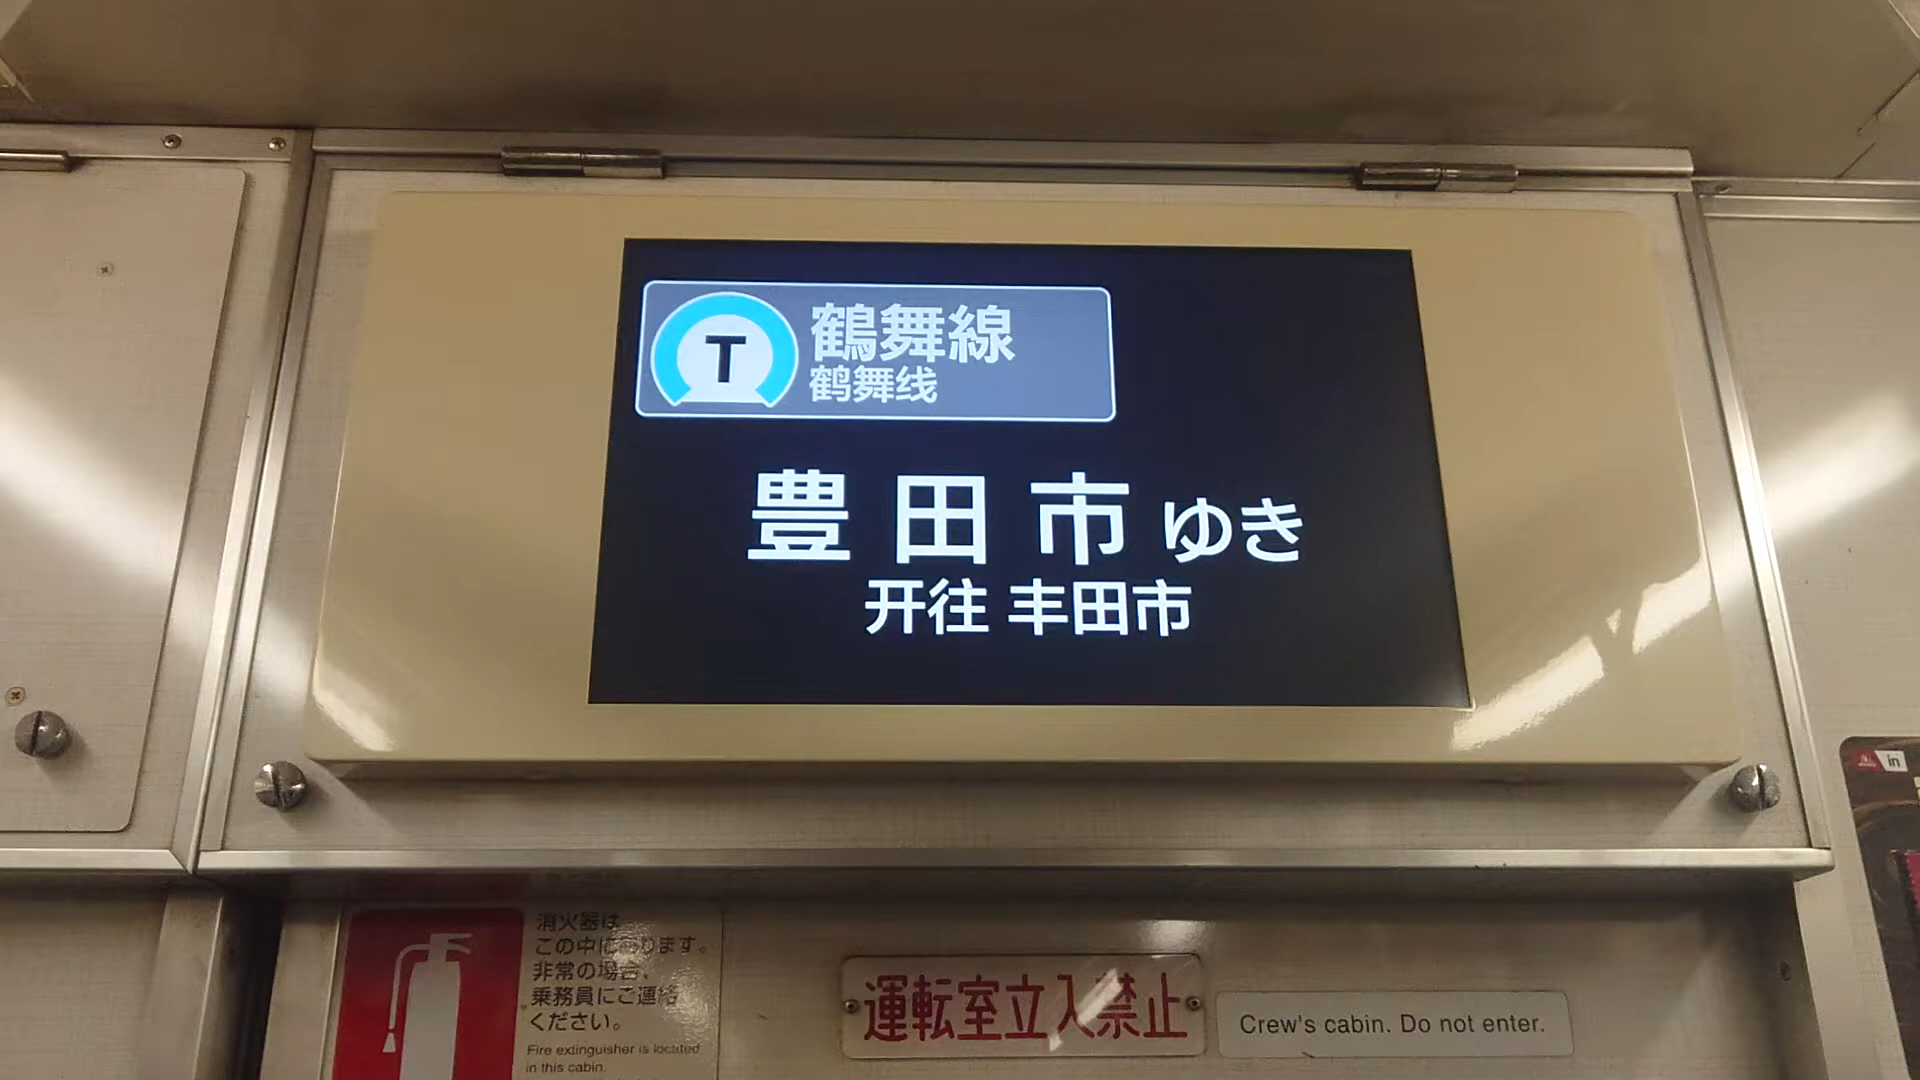 T
鶴舞線
鹤舞线
豊田市ゆき
开往 丰田市
in
消火器は
この中にあります。
非常の場合、
乗務員にご連絡
ください。
Fire extinguisher is located
in this cabin.
運転室立入禁止
Crew's cabin. Do not enter.